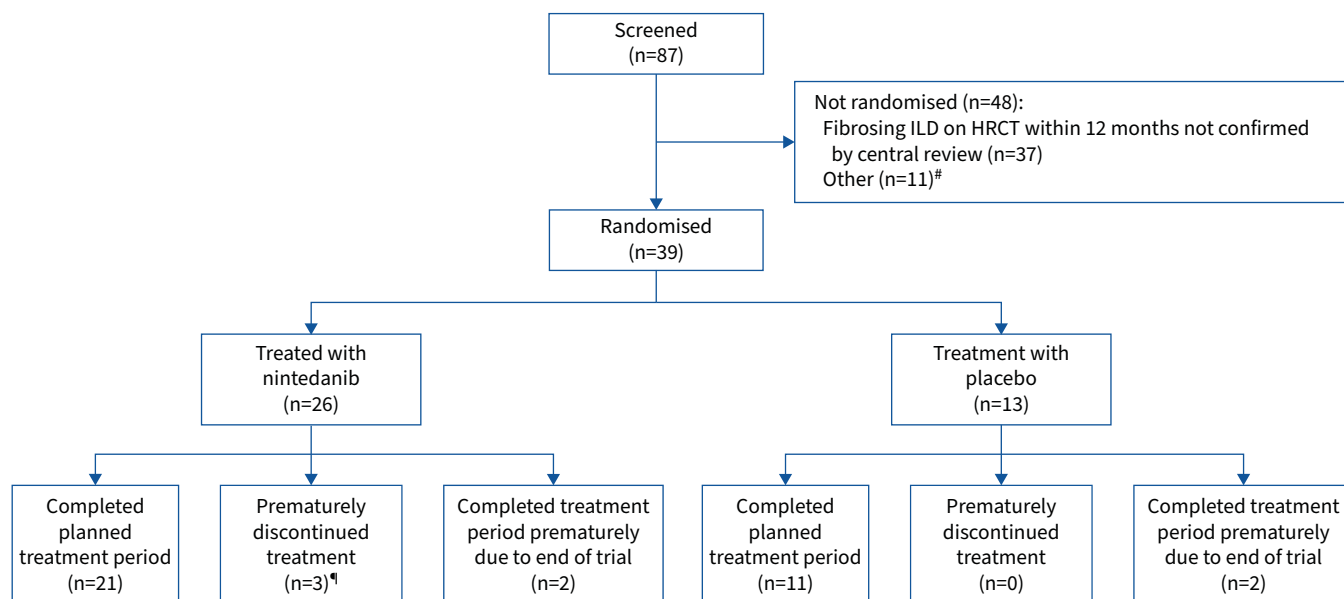 Screened
(n=87)
Not randomised (n=48):
Fibrosing ILD on HRCT within 12 months not confirmed
by central review (n=37)
Other (n=11)#
Randomised
(n=39)
Treated with
nintedanib
(n=26)
Treatment with
placebo
(n=13)
Completed
planned
treatment period
(n=21)
Prematurely
discontinued
treatment
(n=3)¶
Completed treatment
period prematurely
due to end of trial
(n=2)
Completed
planned
treatment period
(n=11)
Prematurely
discontinued
treatment
(n=0)
Completed treatment
period prematurely
due to end of trial
(n=2)